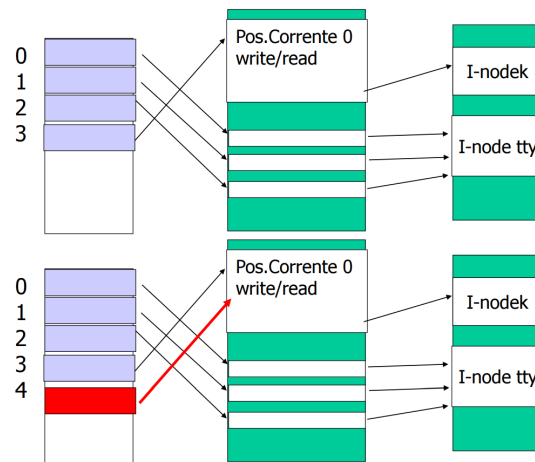 0
1
2
3
Pos.Corrente 0
write/read
I-nodek
I-node tty
0
1
2
3
4
Pos.Corrente 0
write/read
I-nodek
I-node tty